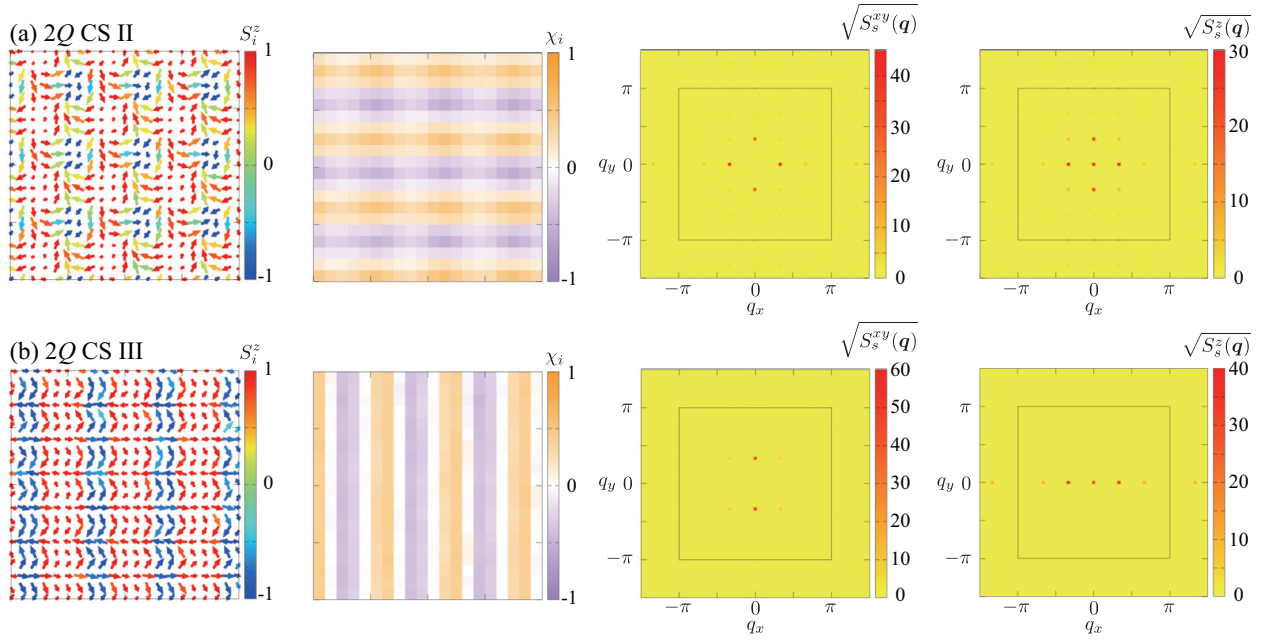 (a) 2Q CS II
S_i^z
1
0
-1
χ_i
1
0
-1
√S_s^{xy}(q)
π
q_y 0
−π
−π 0 π
q_x
40
30
20
10
0
√S_s^z(q)
π
q_y 0
−π
−π 0 π
q_x
30
20
10
0
(b) 2Q CS III
S_i^z
1
0
-1
χ_i
1
0
-1
√S_s^{xy}(q)
π
q_y 0
−π
−π 0 π
q_x
60
50
40
30
20
10
0
√S_s^z(q)
π
q_y 0
−π
−π 0 π
q_x
40
30
20
10
0